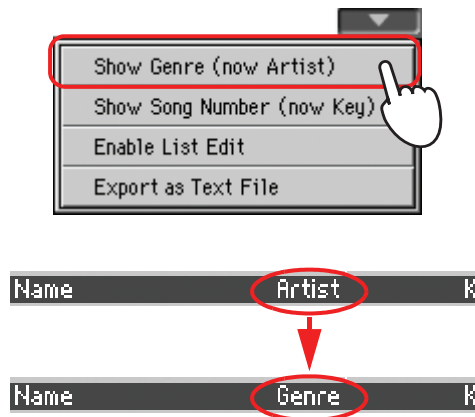 Show Genre (now Artist)
Show Song Number (now Key)
Enable List Edit
Export as Text File
Name Artist K
Name Genre K